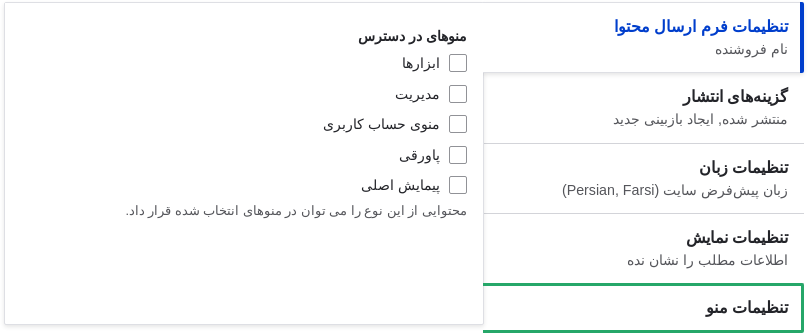 تنظیمات فرم ارسال محتوا
نام فروشنده
گزینه‌های انتشار
منتشر شده, ایجاد بازبینی جدید
تنظیمات زبان
زبان پیش‌فرض سایت (Persian, Farsi)
تنظیمات نمایش
اطلاعات مطلب را نشان نده
تنظیمات منو
منوهای در دسترس
ابزارها
مدیریت
منوی حساب کاربری
پاورقی
پیمایش اصلی
محتوایی از این نوع را می توان در منوهای انتخاب شده قرار داد.